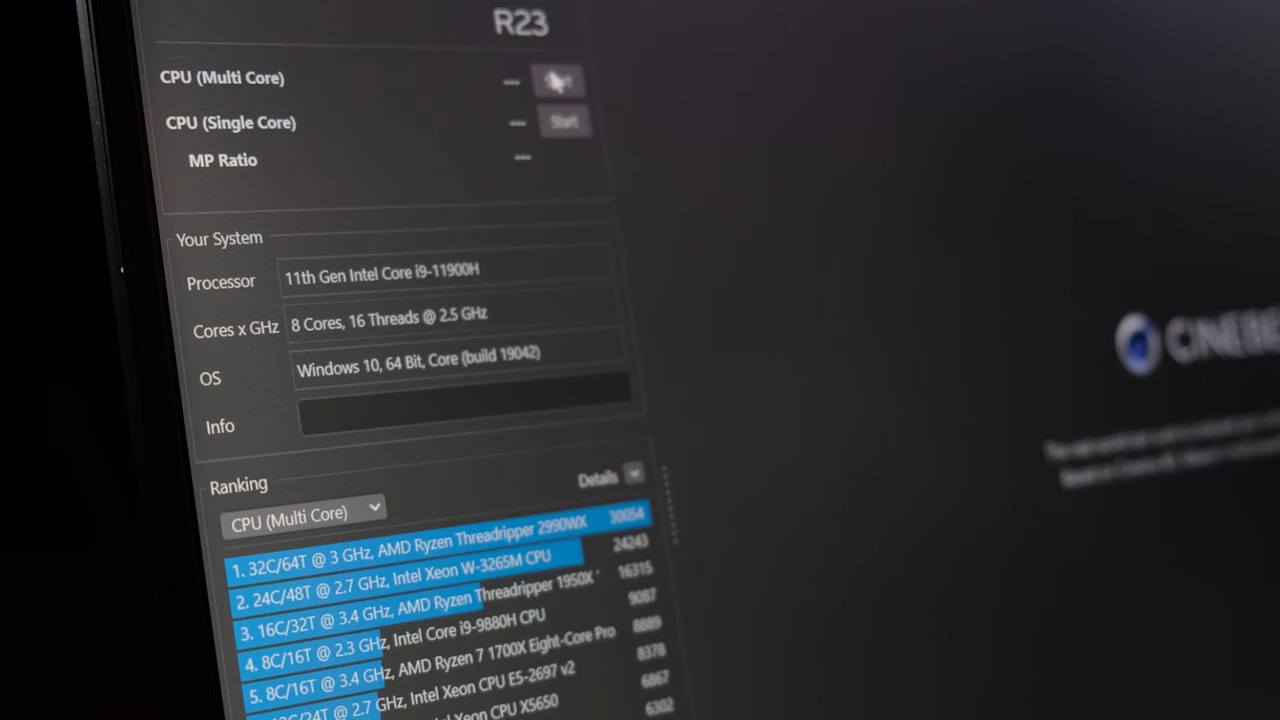 R23
CPU (Multi Core) ---
CPU (Single Core) --- Start
MP Ratio ---
Your System
Processor 11th Gen Intel Core i9-11900H
Cores x GHz 8 Cores, 16 Threads @ 2.5 GHz
OS Windows 10, 64 Bit, Core (build 19042)
Info
Ranking Details
CPU (Multi Core)
1. 32C/64T @ 3 GHz, AMD Ryzen Threadripper 2990WX 30054
2. 24C/48T @ 2.7 GHz, Intel Xeon W-3265M CPU 24243
3. 16C/32T @ 3.4 GHz, AMD Ryzen Threadripper 1950X 16315
4. 8C/16T @ 2.3 GHz, Intel Core i9-9880H CPU 9087
5. 8C/16T @ 3.4 GHz, AMD Ryzen 7 1700X Eight-Core Pro 8889
12C/24T @ 2.7 GHz, Intel Xeon CPU E5-2697 v2 8378
Xeon CPU X5650 6867
6302
CINEBE